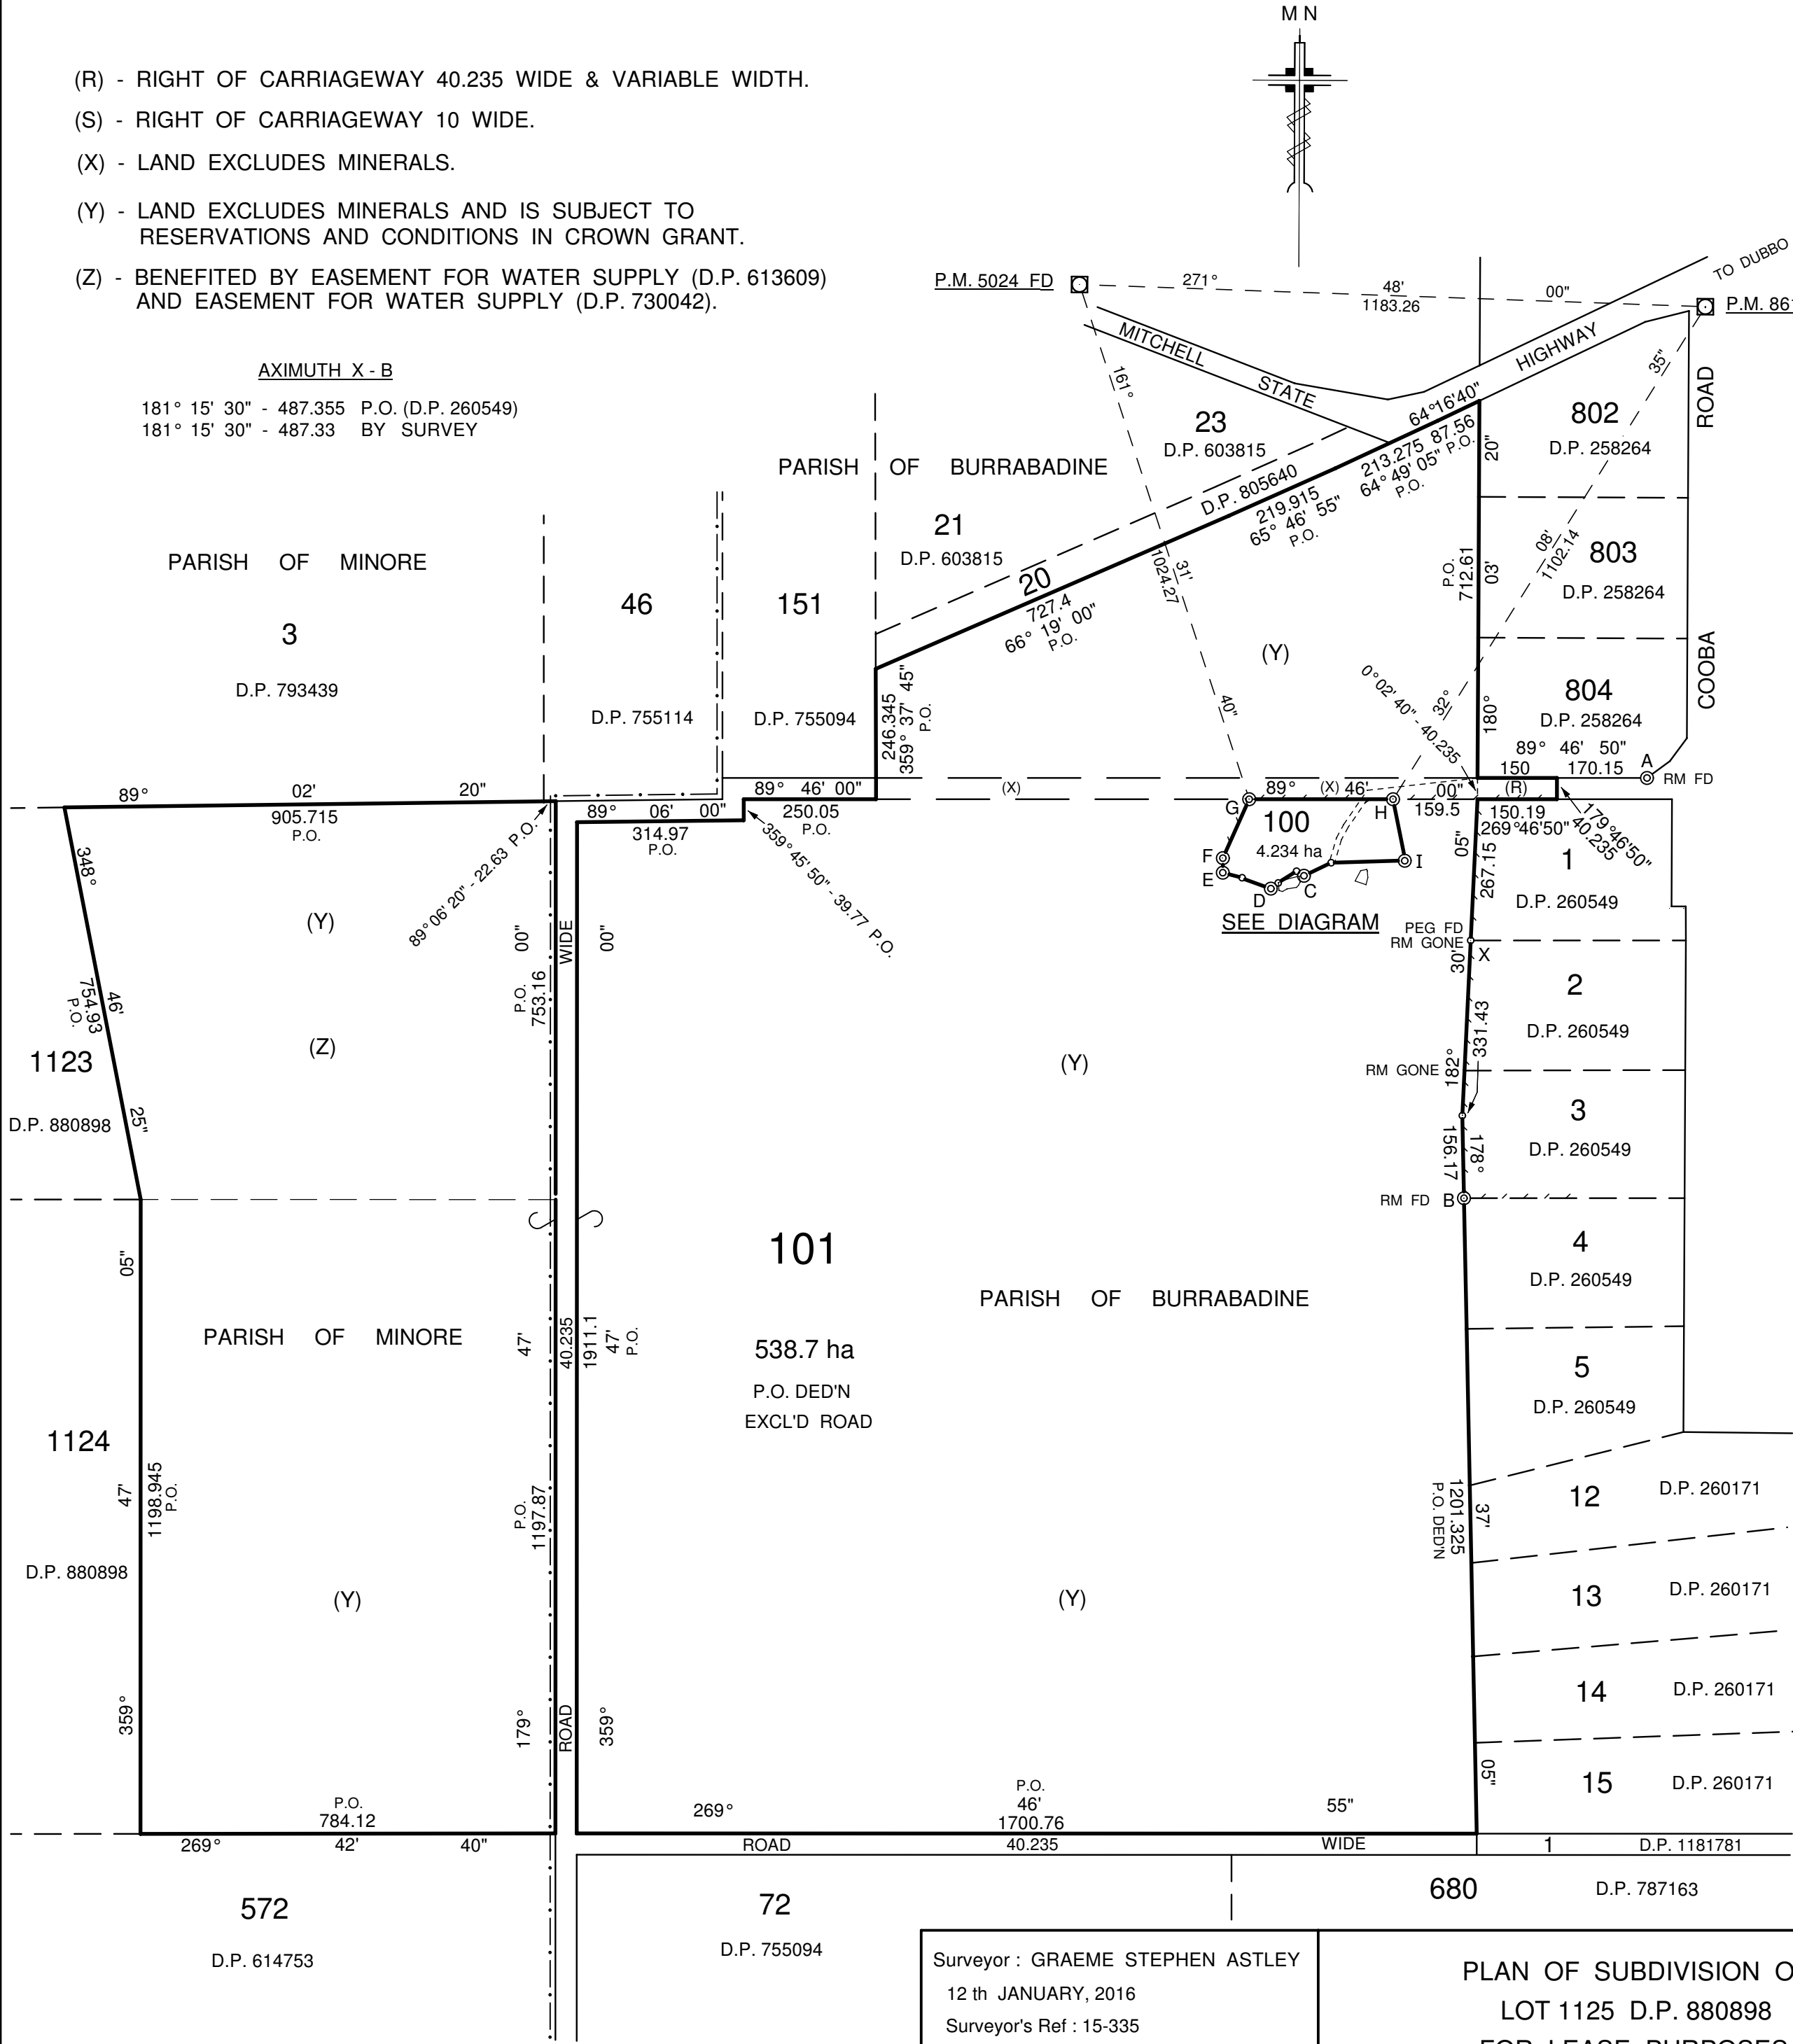 M N
(R) - RIGHT OF CARRIAGEWAY 40.235 WIDE & VARIABLE WIDTH.
(S) - RIGHT OF CARRIAGEWAY 10 WIDE.
(X) - LAND EXCLUDES MINERALS.
(Y) - LAND EXCLUDES MINERALS AND IS SUBJECT TO
RESERVATIONS AND CONDITIONS IN CROWN GRANT.
(Z) - BENEFITED BY EASEMENT FOR WATER SUPPLY (D.P. 613609)
AND EASEMENT FOR WATER SUPPLY (D.P. 730042).
AXIMUTH X - B
181° 15' 30" - 487.355 P.O. (D.P. 260549)
181° 15' 30" - 487.33 BY SURVEY
TO DUBBO
P.M. 5024 FD
271° 48' 00"
1183.26
P.M. 86
MITCHELL STATE HIGHWAY
161° 31' 40"
1024.27
35"
08'
1102.14
32°
ROAD
COOBA
23
D.P. 603815
64°16'40"
87.56
P.O.
213.275
64° 49' 05"
P.O.
D.P. 805640
219.915
65° 46' 55"
P.O.
20
727.4
66° 19' 00"
P.O.
802
D.P. 258264
803
D.P. 258264
804
D.P. 258264
20"
03'
180°
P.O.
712.61
PARISH OF BURRABADINE
21
D.P. 603815
PARISH OF MINORE
3
D.P. 793439
46
D.P. 755114
151
D.P. 755094
246.345
359° 37' 45"
P.O.
(Y)
0° 02' 40" - 40.235
89° 46' 50"
150
170.15
A
RM FD
(R)
89° 02' 20"
905.715
P.O.
89° 06' 00"
314.97
P.O.
89° 46' 00"
250.05
P.O.
(X)
89° (X) 46' 00"
159.5
150.19
269°46'50"
179°46'50"
40.235
G
H
100
4.234 ha
F
E
D
C
I
SEE DIAGRAM
348°
46'
754.93
P.O.
25"
89° 06' 20" - 22.63 P.O.
359° 45' 50" - 39.77 P.O.
(Y)
(Z)
00"
P.O.
753.16
WIDE
00"
05"
267.15
PEG FD
RM GONE
X
30'
331.43
RM GONE
182°
156.17
178°
RM FD B
1
D.P. 260549
2
D.P. 260549
3
D.P. 260549
4
D.P. 260549
5
D.P. 260549
1123
D.P. 880898
(Y)
101
538.7 ha
P.O. DED'N
EXCL'D ROAD
PARISH OF BURRABADINE
PARISH OF MINORE
05"
47'
359°
1198.945
P.O.
47'
40.235
1911.1
47'
P.O.
1124
D.P. 880898
(Y)
P.O.
1197.87
179°
ROAD
359°
(Y)
1201.325
P.O. DED'N
37'
05"
12
D.P. 260171
13
D.P. 260171
14
D.P. 260171
15
D.P. 260171
P.O.
784.12
269° 42' 40"
P.O.
269° 46' 55"
1700.76
ROAD 40.235 WIDE
1
D.P. 1181781
572
D.P. 614753
72
D.P. 755094
680
D.P. 787163
Surveyor : GRAEME STEPHEN ASTLEY
12 th JANUARY, 2016
Surveyor's Ref : 15-335
PLAN OF SUBDIVISION O
LOT 1125 D.P. 880898
FOR LEASE PURPOSES